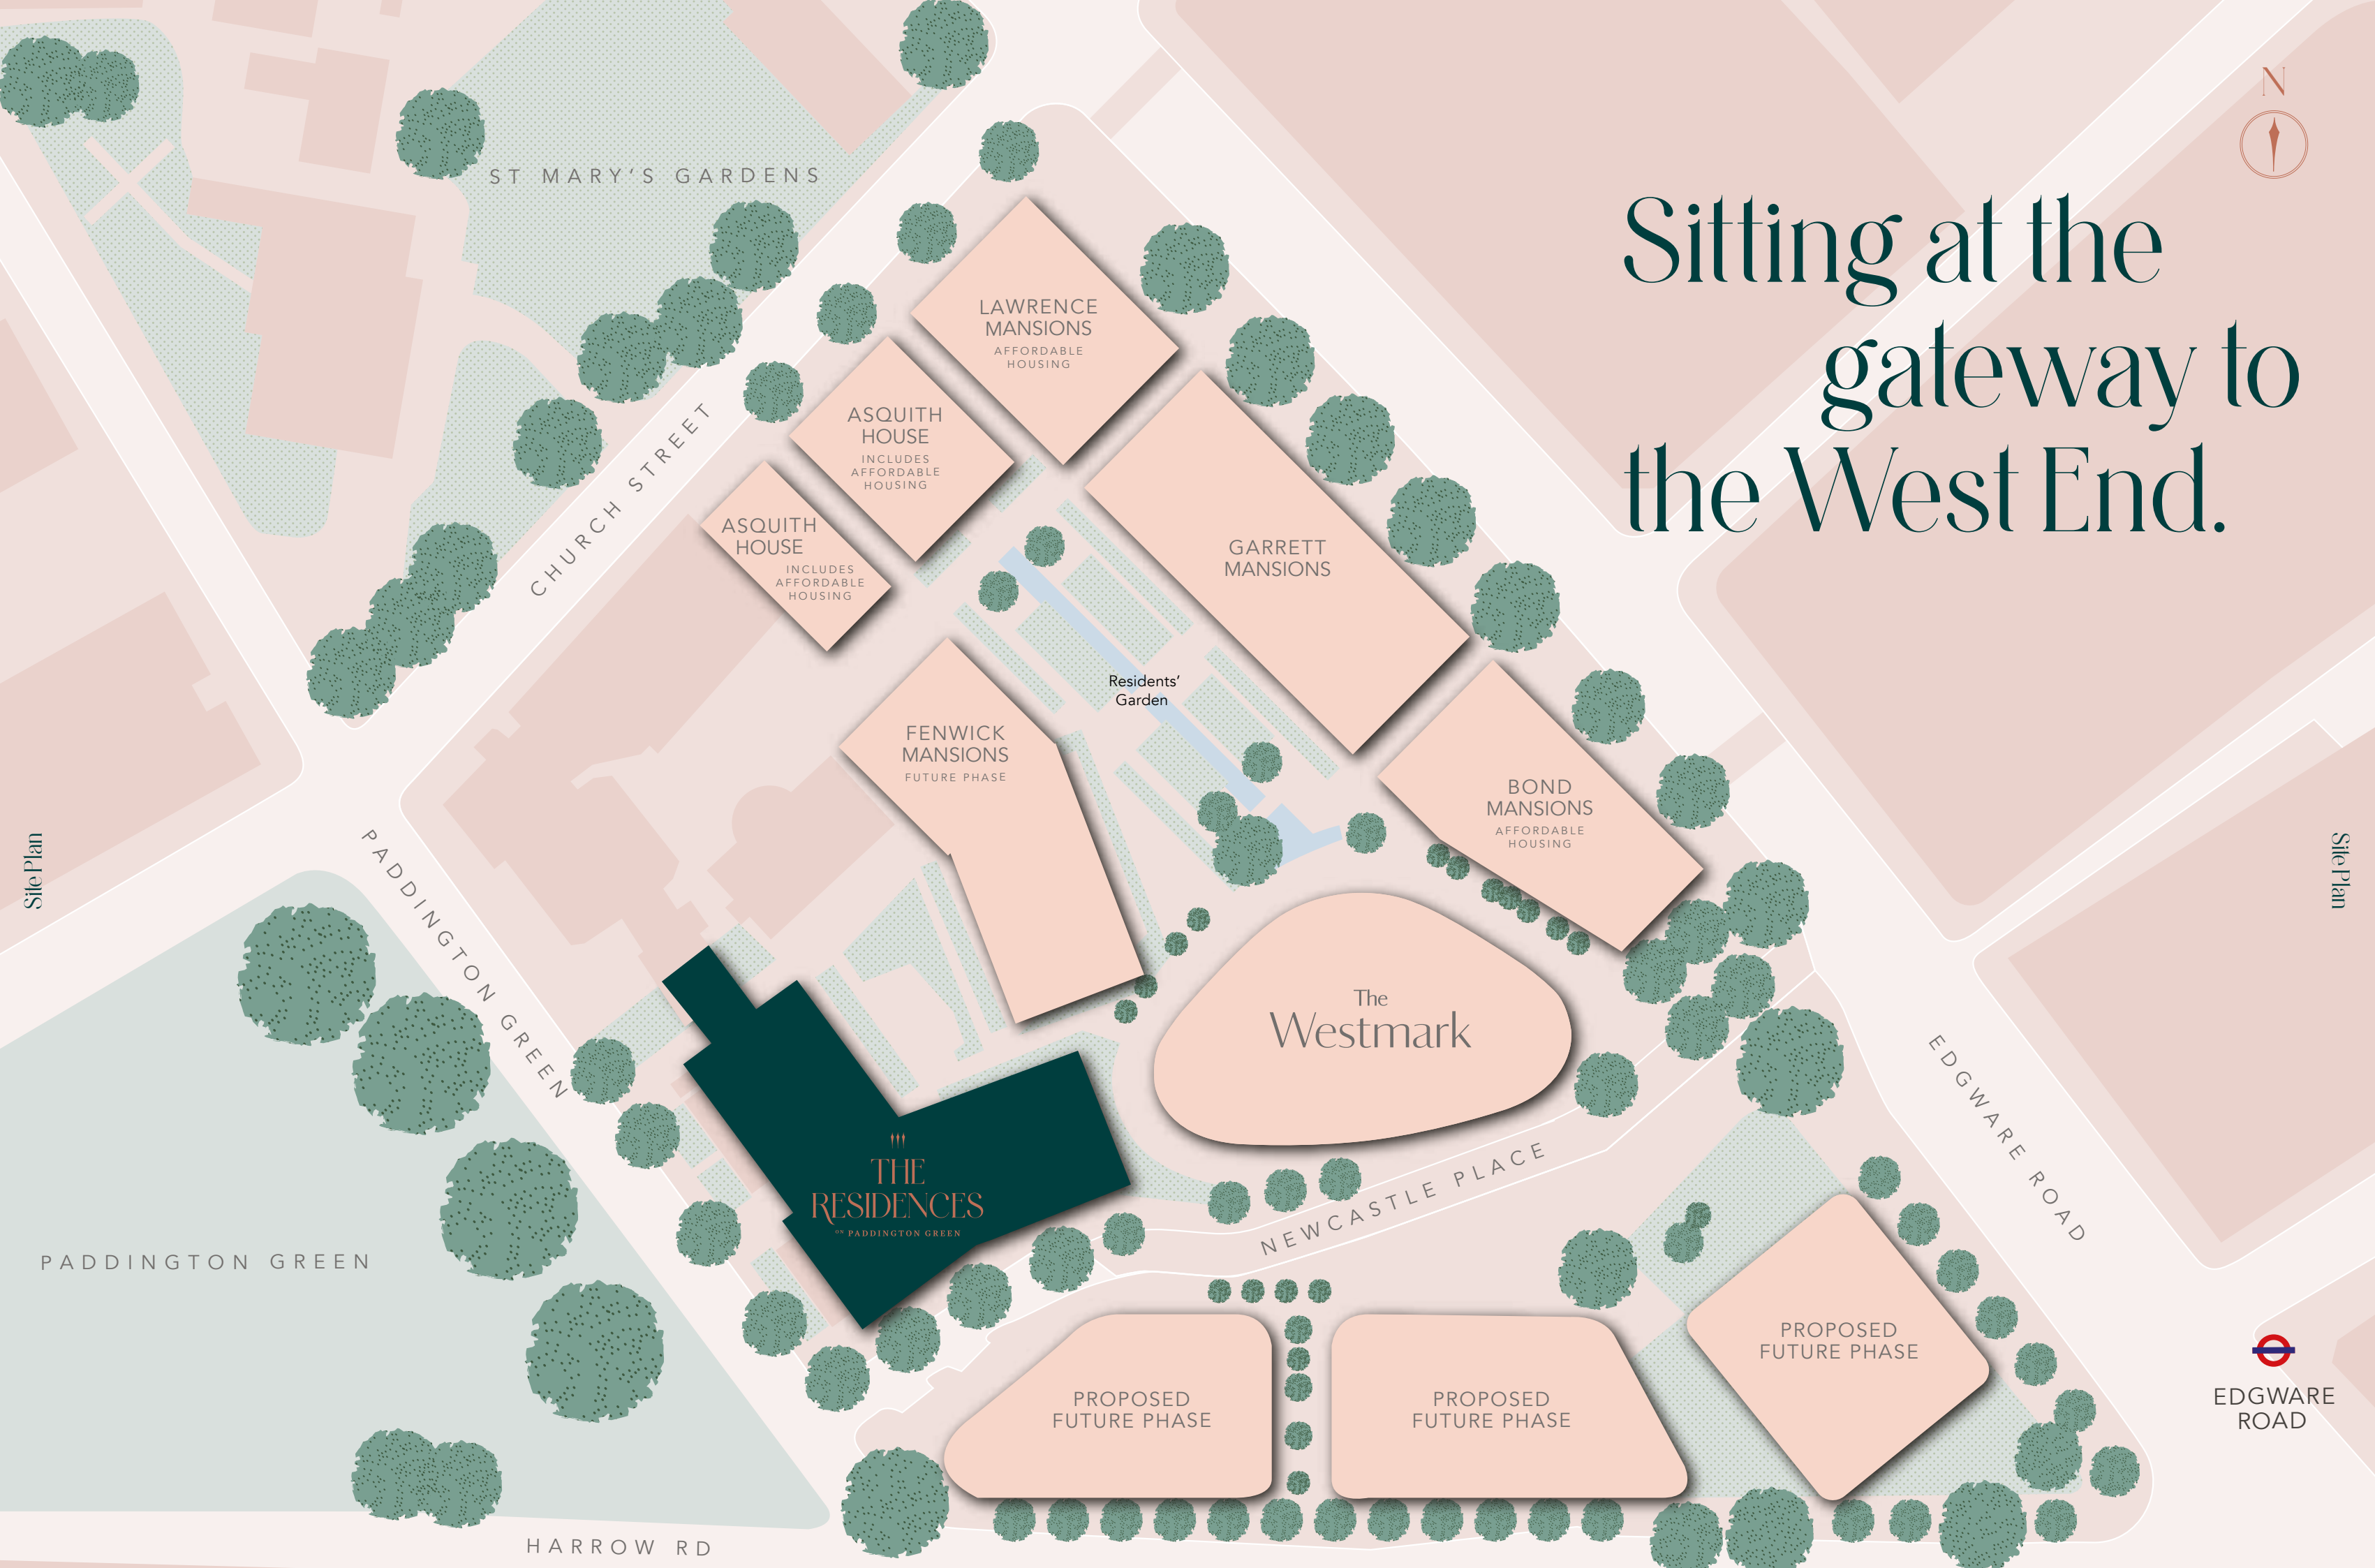 N
Sitting at the
gateway to
the West End.
ST MARY'S GARDENS
LAWRENCE
MANSIONS
AFFORDABLE
HOUSING
ASQUITH
HOUSE
INCLUDES
AFFORDABLE
HOUSING
CHURCH STREET
ASQUITH
HOUSE
INCLUDES
AFFORDABLE
HOUSING
GARRETT
MANSIONS
Residents'
Garden
FENWICK
MANSIONS
FUTURE PHASE
BOND
MANSIONS
AFFORDABLE
HOUSING
Site Plan
Site Plan
PADDINGTON GREEN
The
Westmark
EDGWARE ROAD
THE
RESIDENCES
ON PADDINGTON GREEN
NEWCASTLE PLACE
PADDINGTON GREEN
PROPOSED
FUTURE PHASE
PROPOSED
FUTURE PHASE
PROPOSED
FUTURE PHASE
EDGWARE
ROAD
HARROW RD